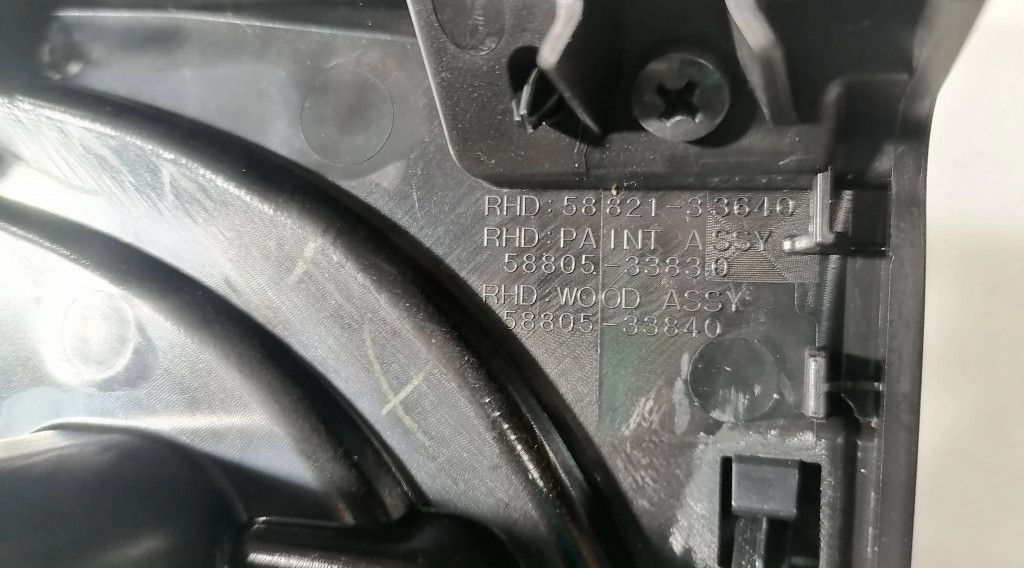 RHD:58821-33640
RHD:PAINT ASSY
58805-33830
RHD:WOOD ASSY
58805-33840